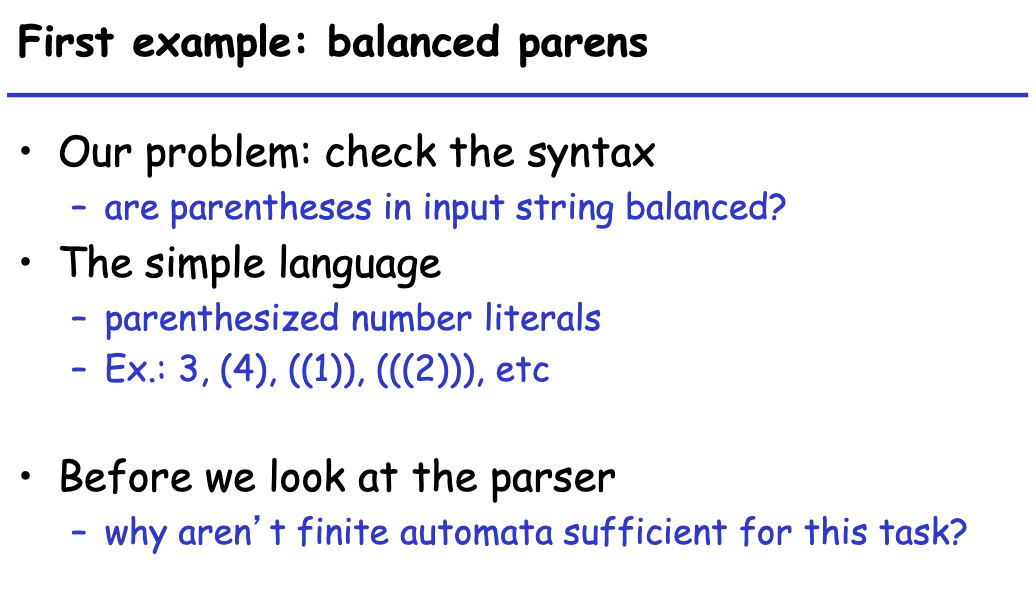 First example: balanced parens
• Our problem: check the syntax
– are parentheses in input string balanced?
• The simple language
– parenthesized number literals
– Ex.: 3, (4), ((1)), (((2))), etc
• Before we look at the parser
– why aren’t finite automata sufficient for this task?